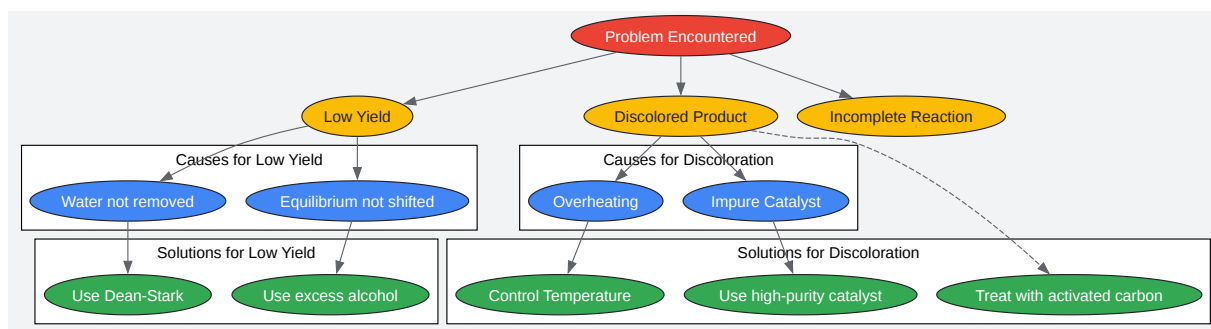 Problem Encountered
Low Yield
Discolored Product
Incomplete Reaction
Causes for Low Yield
Causes for Discoloration
Water not removed
Equilibrium not shifted
Overheating
Impure Catalyst
Solutions for Low Yield
Solutions for Discoloration
Use Dean-Stark
Use excess alcohol
Control Temperature
Use high-purity catalyst
Treat with activated carbon